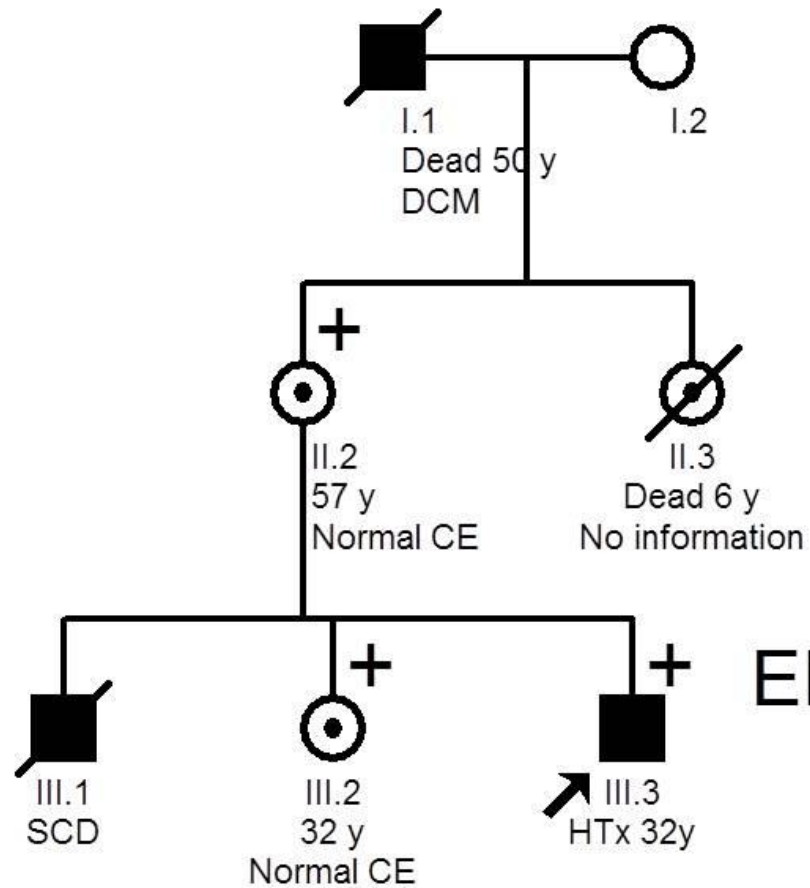 I.1
Dead 50 y
DCM
I.2
+
II.2
57 y
Normal CE
II.3
Dead 6 y
No information
III.1
SCD
+
III.2
32 y
Normal CE
+
III.3
HTx 32y